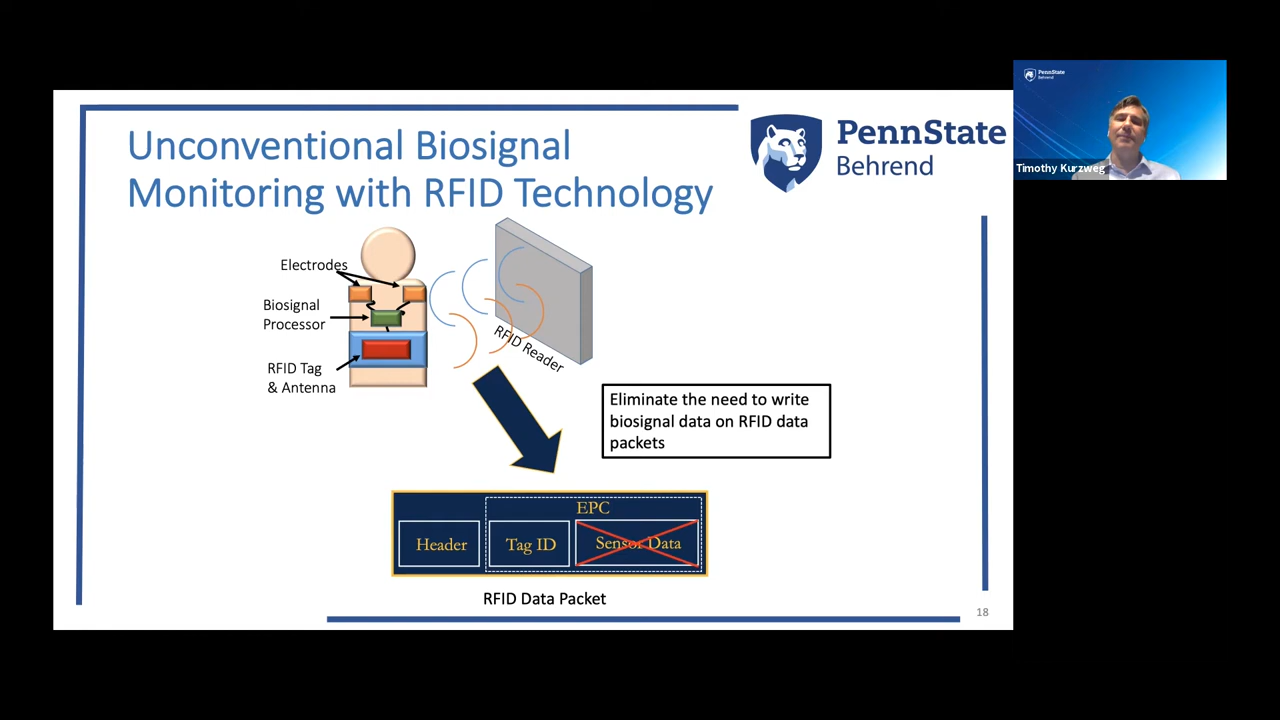 Unconventional Biosignal
Monitoring with RFID Technology
PennState
Behrend
PennState
Behrend
Timothy Kurzweg
Electrodes
Biosignal
Processor
RFID Tag
& Antenna
RFID Reader
Eliminate the need to write
biosignal data on RFID data
packets
EPC
Header
Tag ID
Sensor Data
RFID Data Packet
18